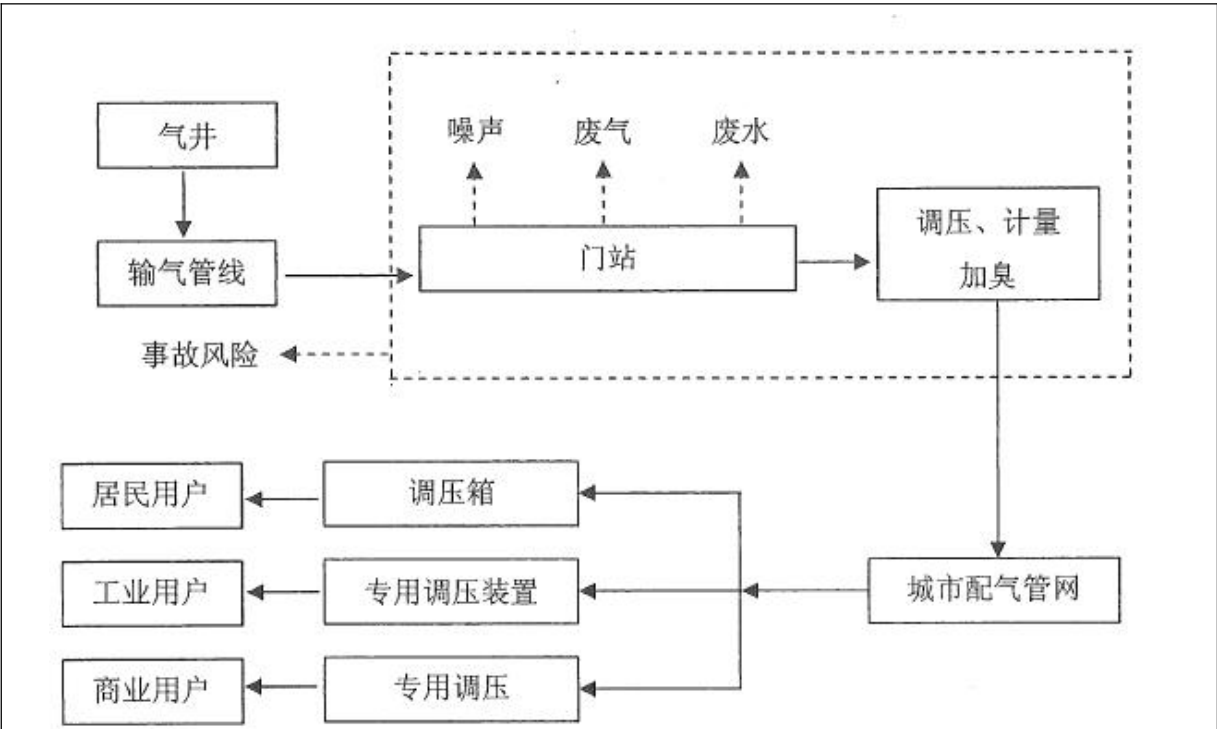 气井
噪声
废气
废水
输气管线
门站
调压、计量
加臭
事故风险
居民用户
调压箱
工业用户
专用调压装置
城市配气管网
商业用户
专用调压